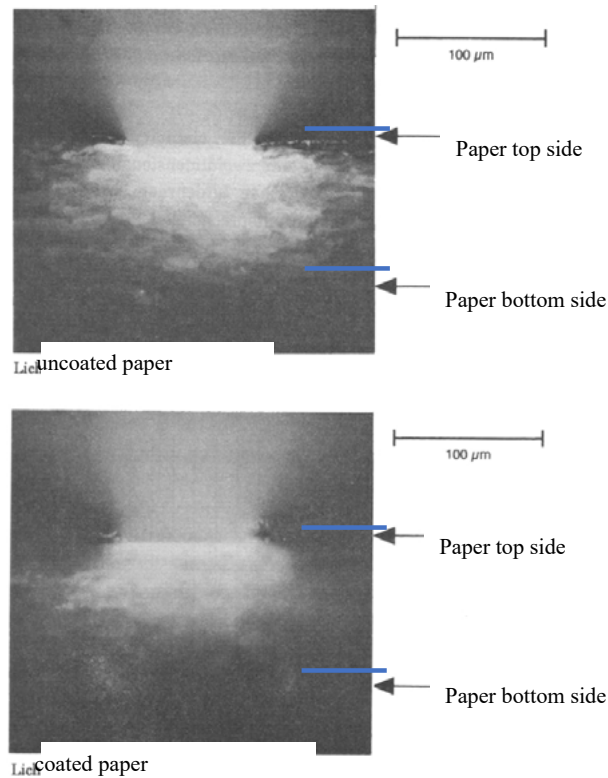 100 µm
Paper top side
Paper bottom side
uncoated paper
100 µm
Paper top side
Paper bottom side
coated paper